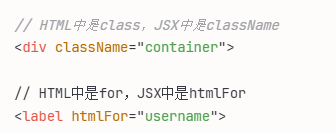 // HTML中是class，JSX中是className
<div className="container">
// HTML中是for，JSX中是htmlFor
<label htmlFor="username">